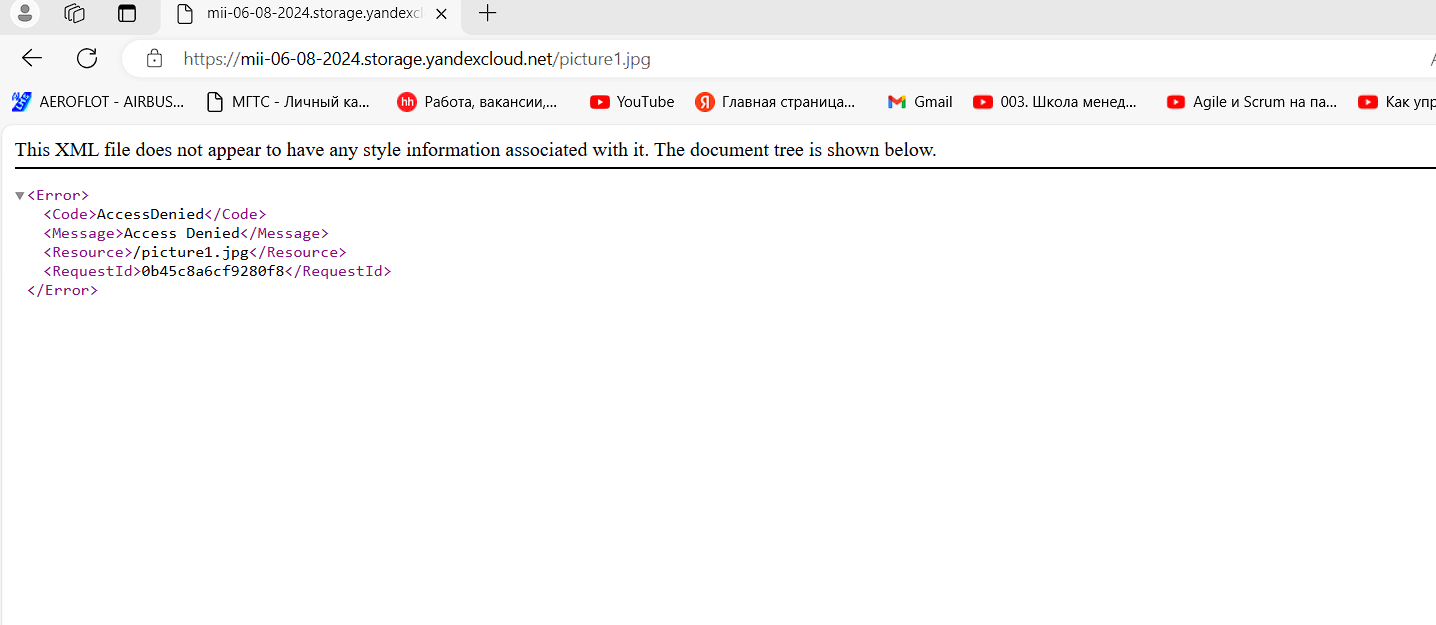 mii-06-08-2024.storage.yandexcl
https://mii-06-08-2024.storage.yandexcloud.net/picture1.jpg
AEROFLOT - AIRBUS... МГТС - Личный ка... hh Работа, вакансии,... YouTube Я Главная страница... Gmail 003. Школа менед... Agile и Scrum на па... Как упр
This XML file does not appear to have any style information associated with it. The document tree is shown below.
<Error>
<Code>AccessDenied</Code>
<Message>Access Denied</Message>
<Resource>/picture1.jpg</Resource>
<RequestId>0b45c8a6cf9280f8</RequestId>
</Error>